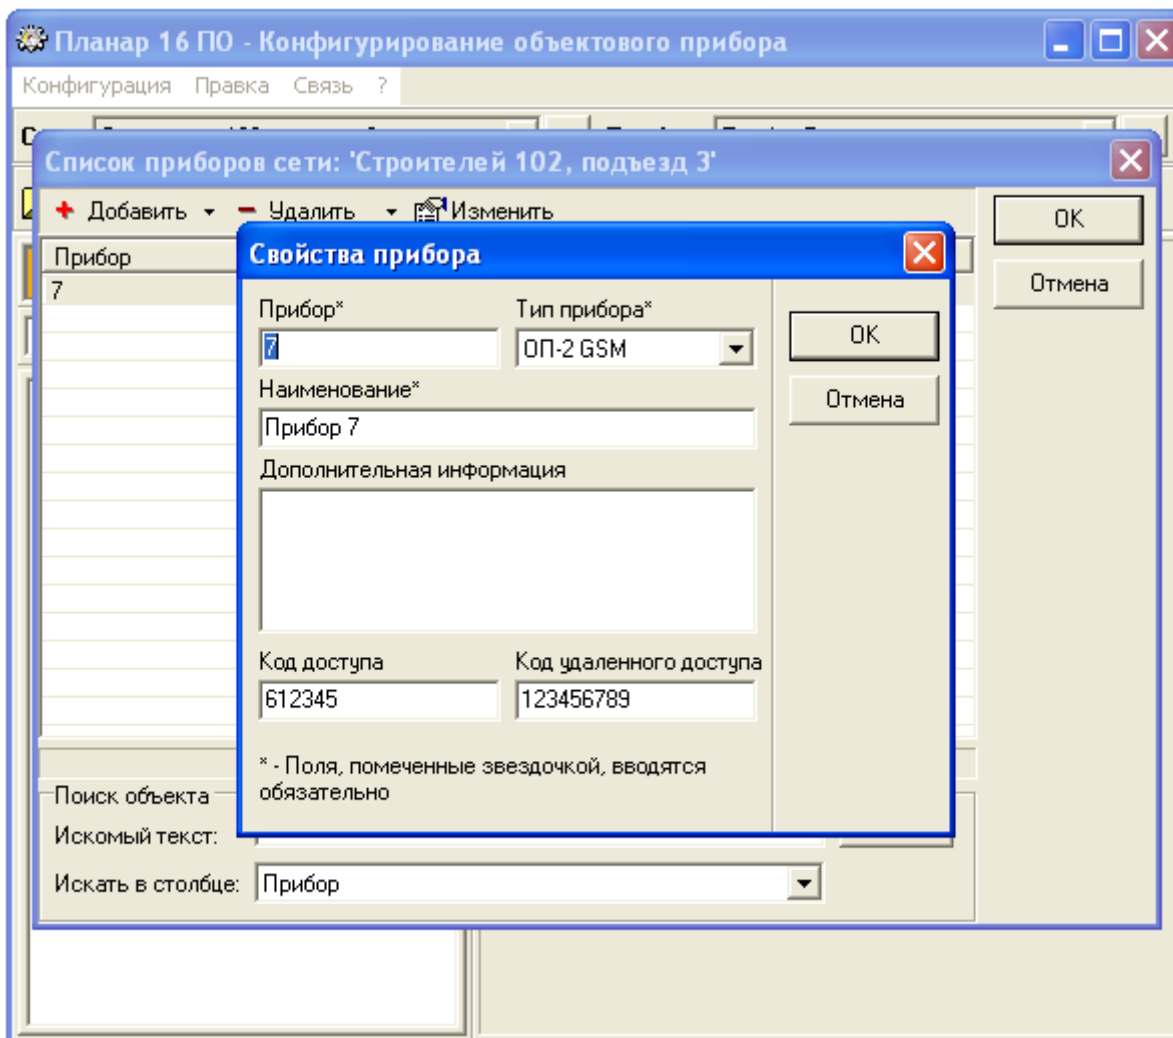 Планар 16 ПО - Конфигурирование объектового прибора
Конфигурация Правка Связь ?
Список приборов сети: 'Строителей 102, подъезд 3'
Добавить Удалить Изменить
OK
Отмена
Прибор
7
Свойства прибора
Прибор* Тип прибора*
7 ОП-2 GSM
OK
Отмена
Наименование*
Прибор 7
Дополнительная информация
Код доступа Код удаленного доступа
612345 123456789
* - Поля, помеченные звездочкой, вводятся
обязательно
Поиск объекта
Искомый текст:
Искать в столбце: Прибор